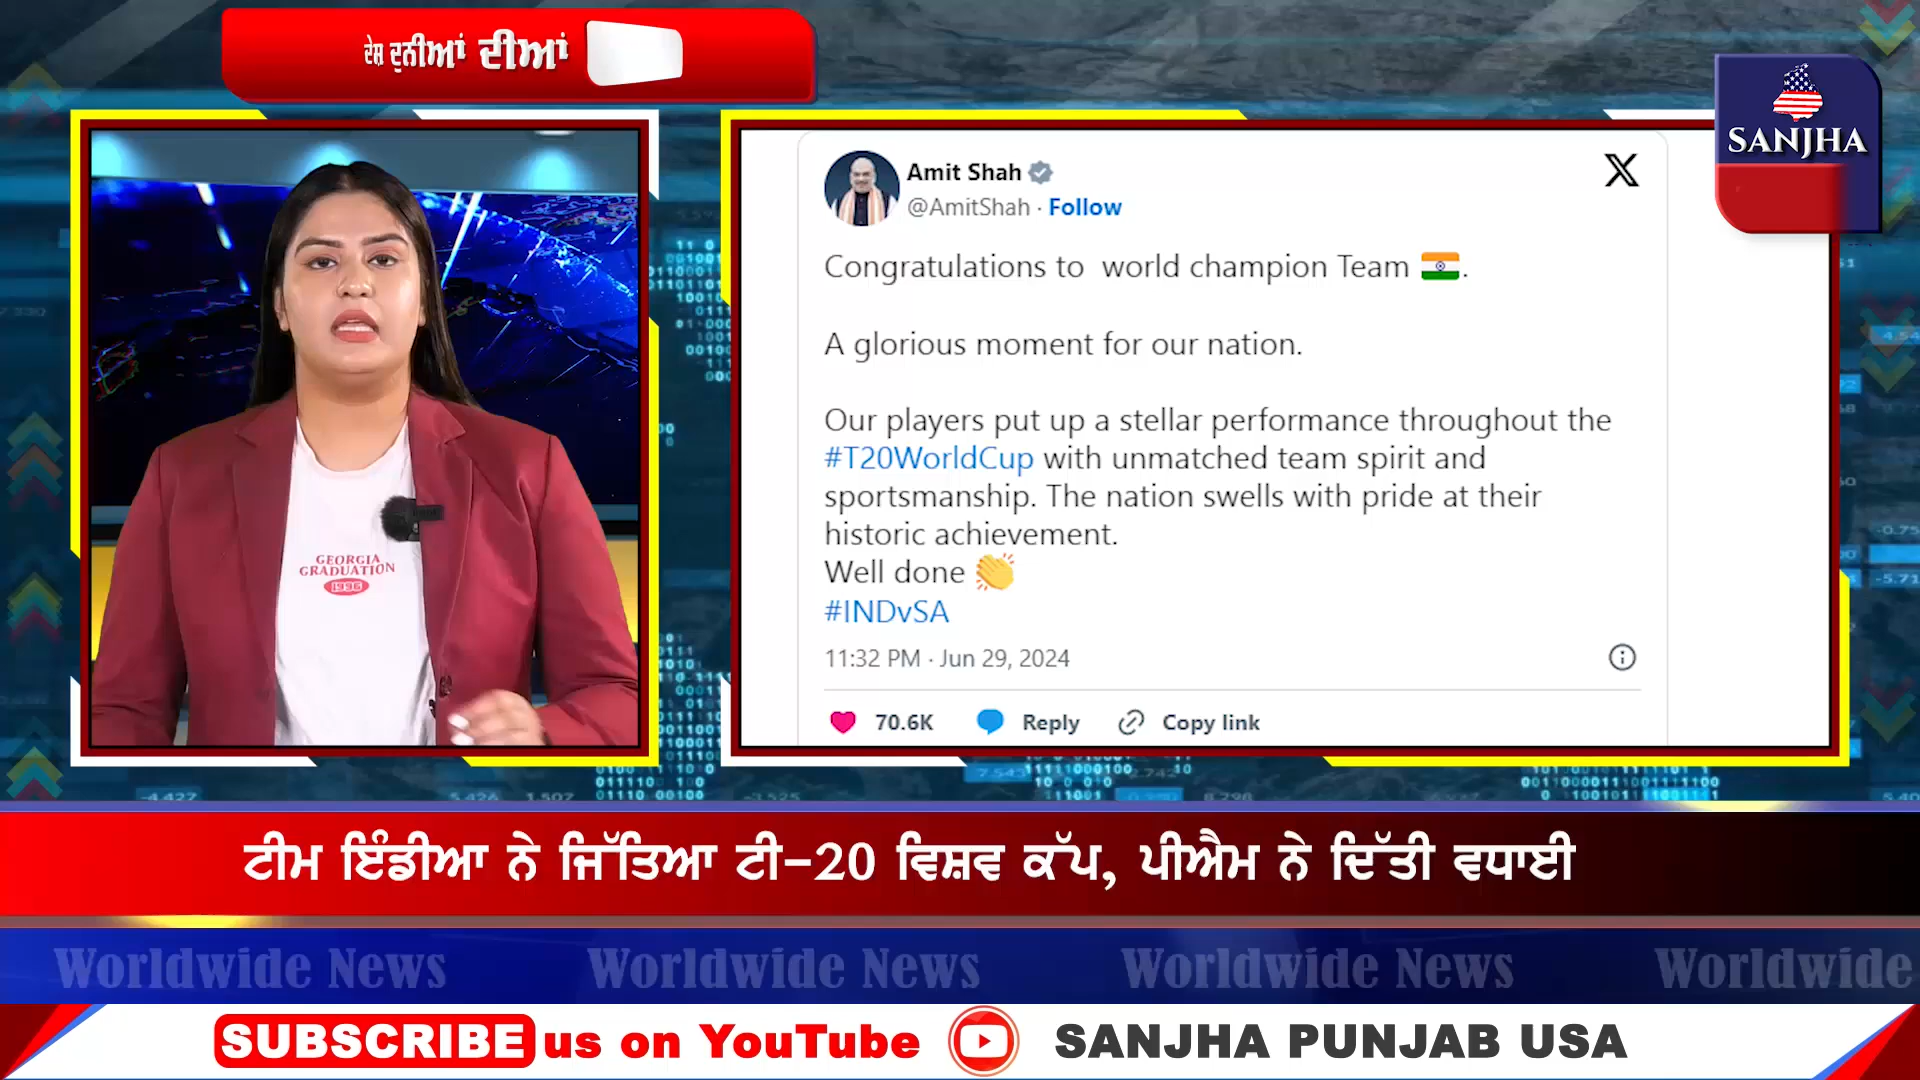 ਦੇਸ਼ ਦੁਨੀਆਂ ਦੀਆਂ
SANJHA
Amit Shah
@AmitShah · Follow
Congratulations to world champion Team 🇮🇳.
A glorious moment for our nation.
Our players put up a stellar performance throughout the
#T20WorldCup with unmatched team spirit and
sportsmanship. The nation swells with pride at their
historic achievement.
Well done 👏
#INDvSA
11:32 PM · Jun 29, 2024
70.6K Reply Copy link
GEORGIA
GRADUATION
1996
ਟੀਮ ਇੰਡੀਆ ਨੇ ਜਿੱਤਿਆ ਟੀ-20 ਵਿਸ਼ਵ ਕੱਪ, ਪੀਐਮ ਨੇ ਦਿੱਤੀ ਵਧਾਈ
Worldwide News Worldwide News Worldwide News Worldwide
SUBSCRIBE us on YouTube SANJHA PUNJAB USA